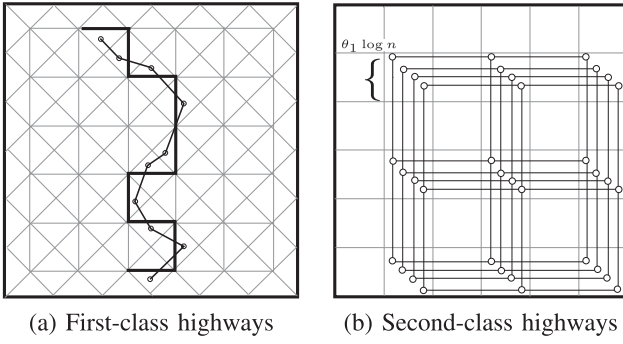 θ₁ log n
(a) First-class highways
(b) Second-class highways